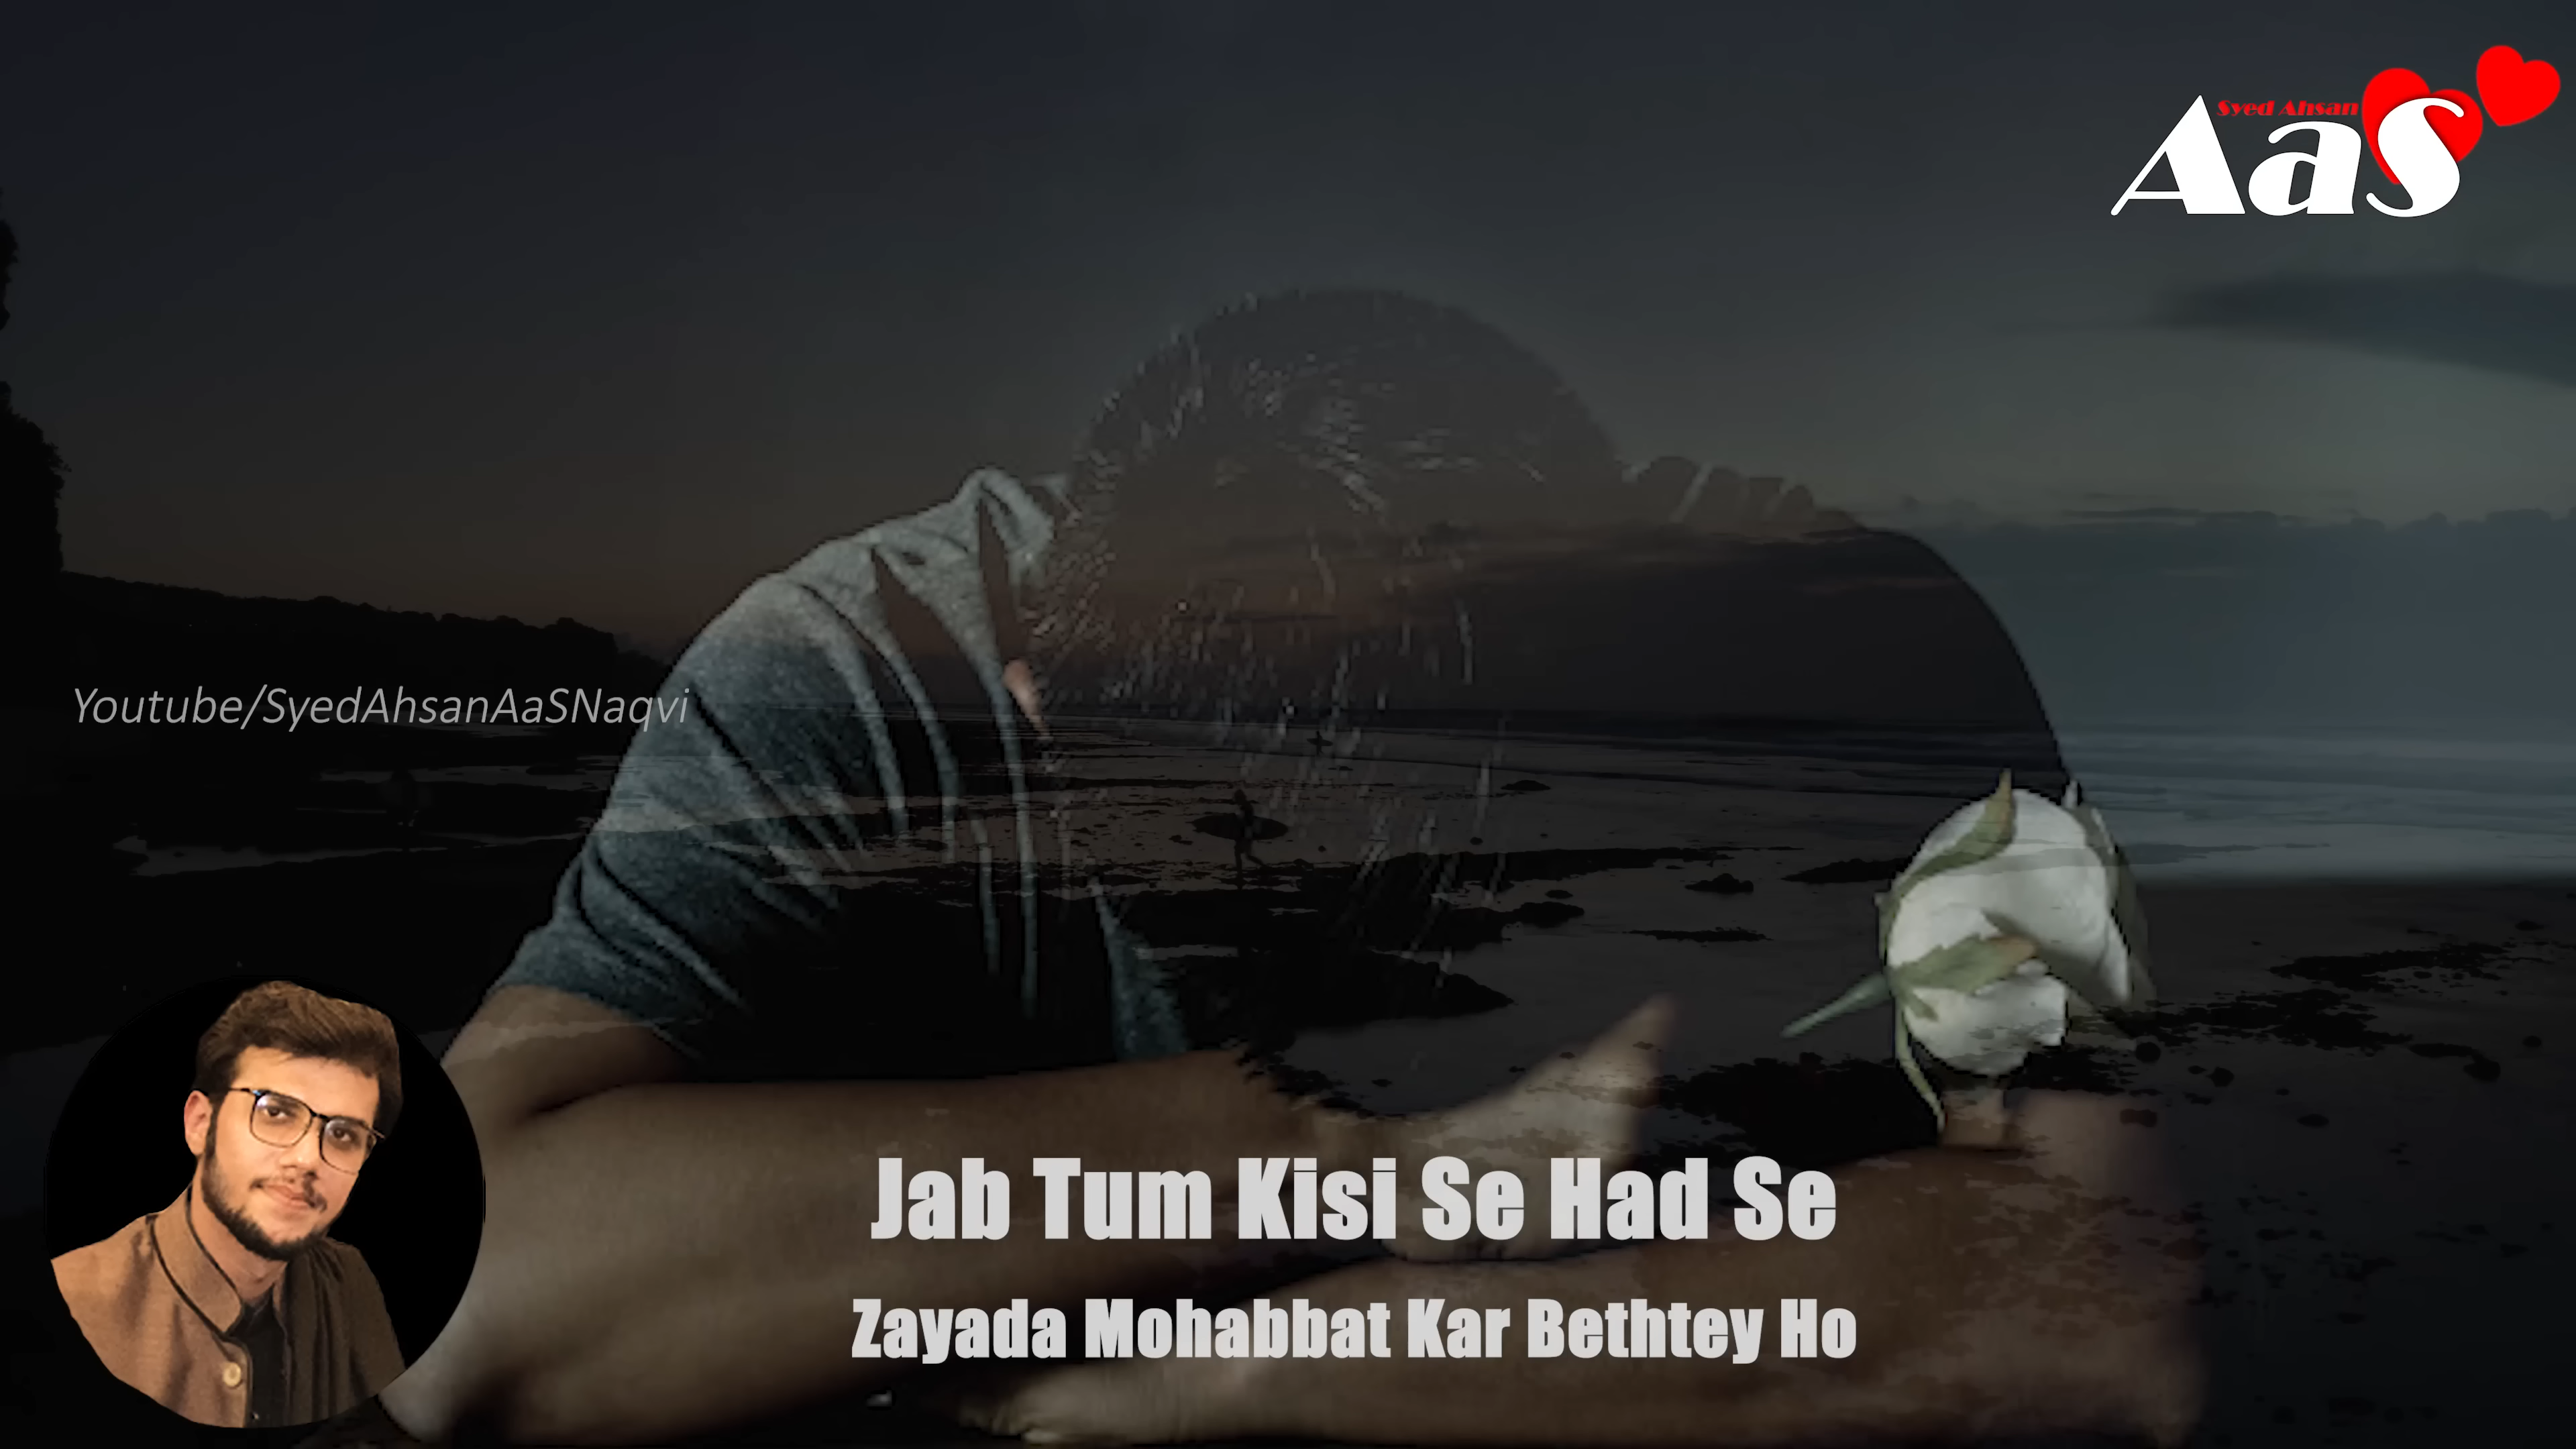 Syed Ahsan
AaS
Youtube/SyedAhsanAaSNaqvi
Jab Tum Kisi Se Had Se
Zayada Mohabbat Kar Bethtey Ho